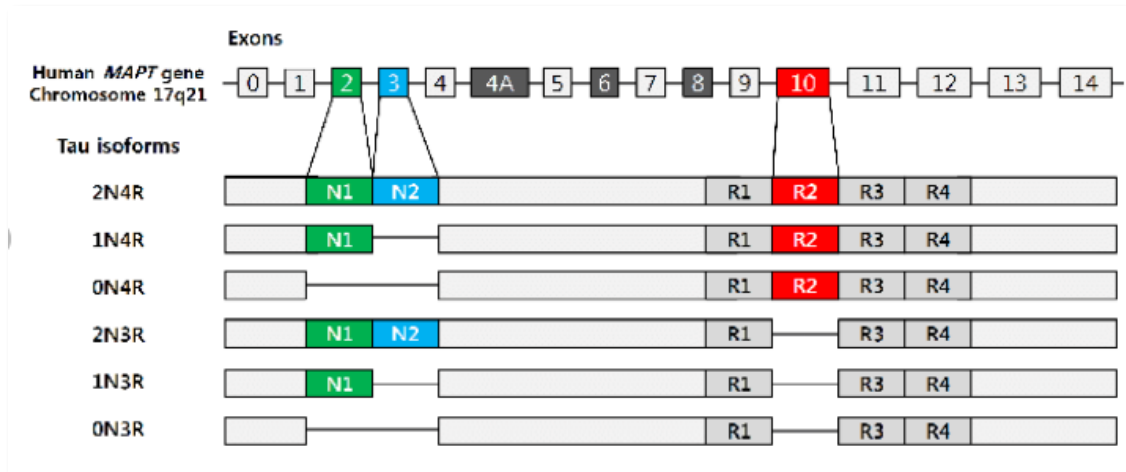 Exons
Human MAPT gene
Chromosome 17q21
0 1 2 3 4 4A 5 6 7 8 9 10 11 12 13 14
Tau isoforms
2N4R N1 N2 R1 R2 R3 R4
1N4R N1 R1 R2 R3 R4
0N4R R1 R2 R3 R4
2N3R N1 N2 R1 R3 R4
1N3R N1 R1 R3 R4
0N3R R1 R3 R4